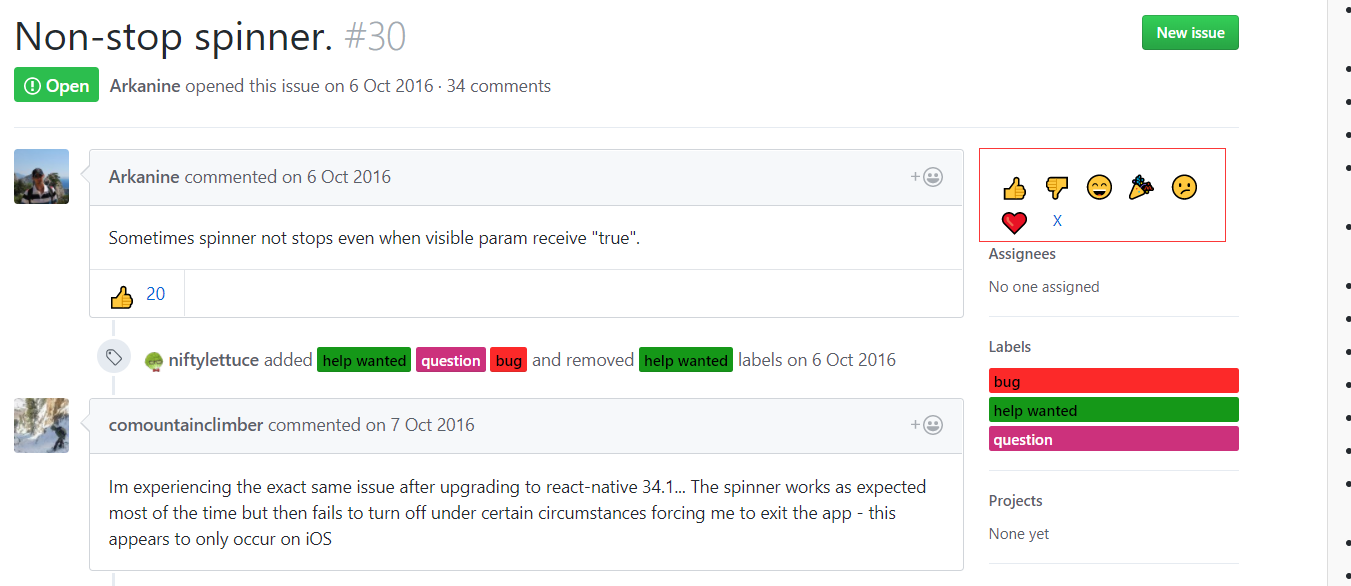 Non-stop spinner. #30
New issue
Open Arkanine opened this issue on 6 Oct 2016 · 34 comments
Arkanine commented on 6 Oct 2016
Sometimes spinner not stops even when visible param receive "true".
20
niftylettuce added help wanted question bug and removed help wanted labels on 6 Oct 2016
comountainclimber commented on 7 Oct 2016
Im experiencing the exact same issue after upgrading to react-native 34.1... The spinner works as expected
most of the time but then fails to turn off under certain circumstances forcing me to exit the app - this
appears to only occur on iOS
X
Assignees
No one assigned
Labels
bug
help wanted
question
Projects
None yet